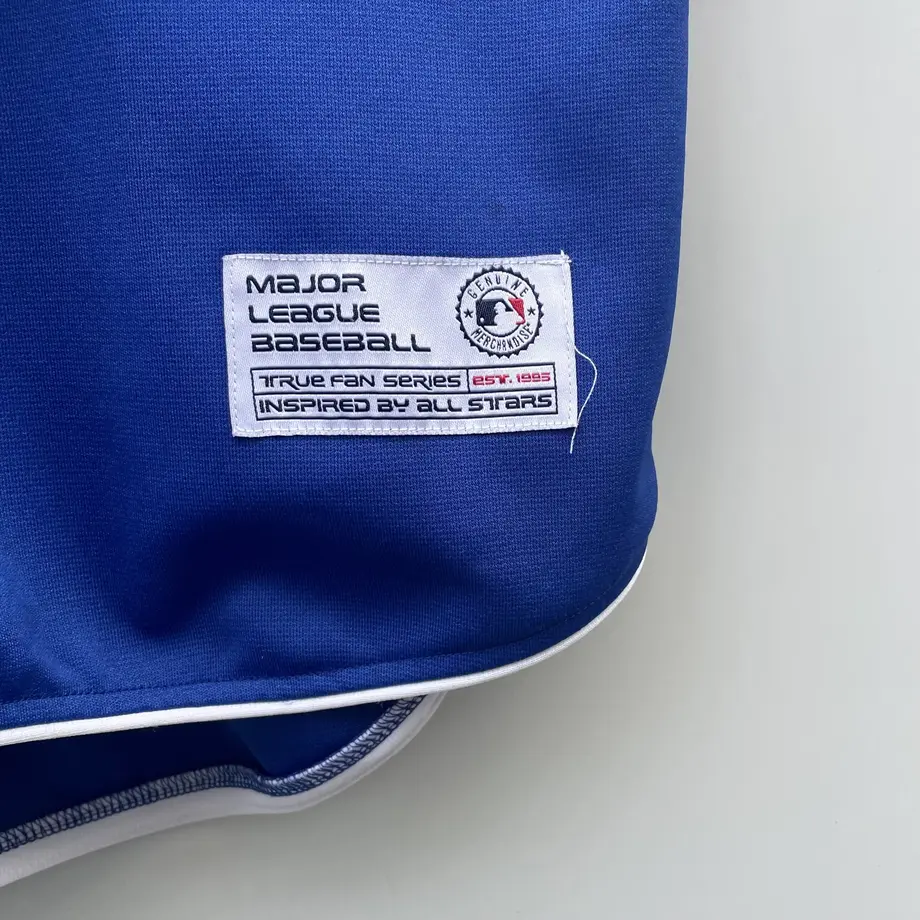 MAJOR
LEAGUE
BASEBALL
GENUINE
MERCHANDISE
TRUE FAN SERIES
EST. 1995
INSPIRED BY ALL STARS